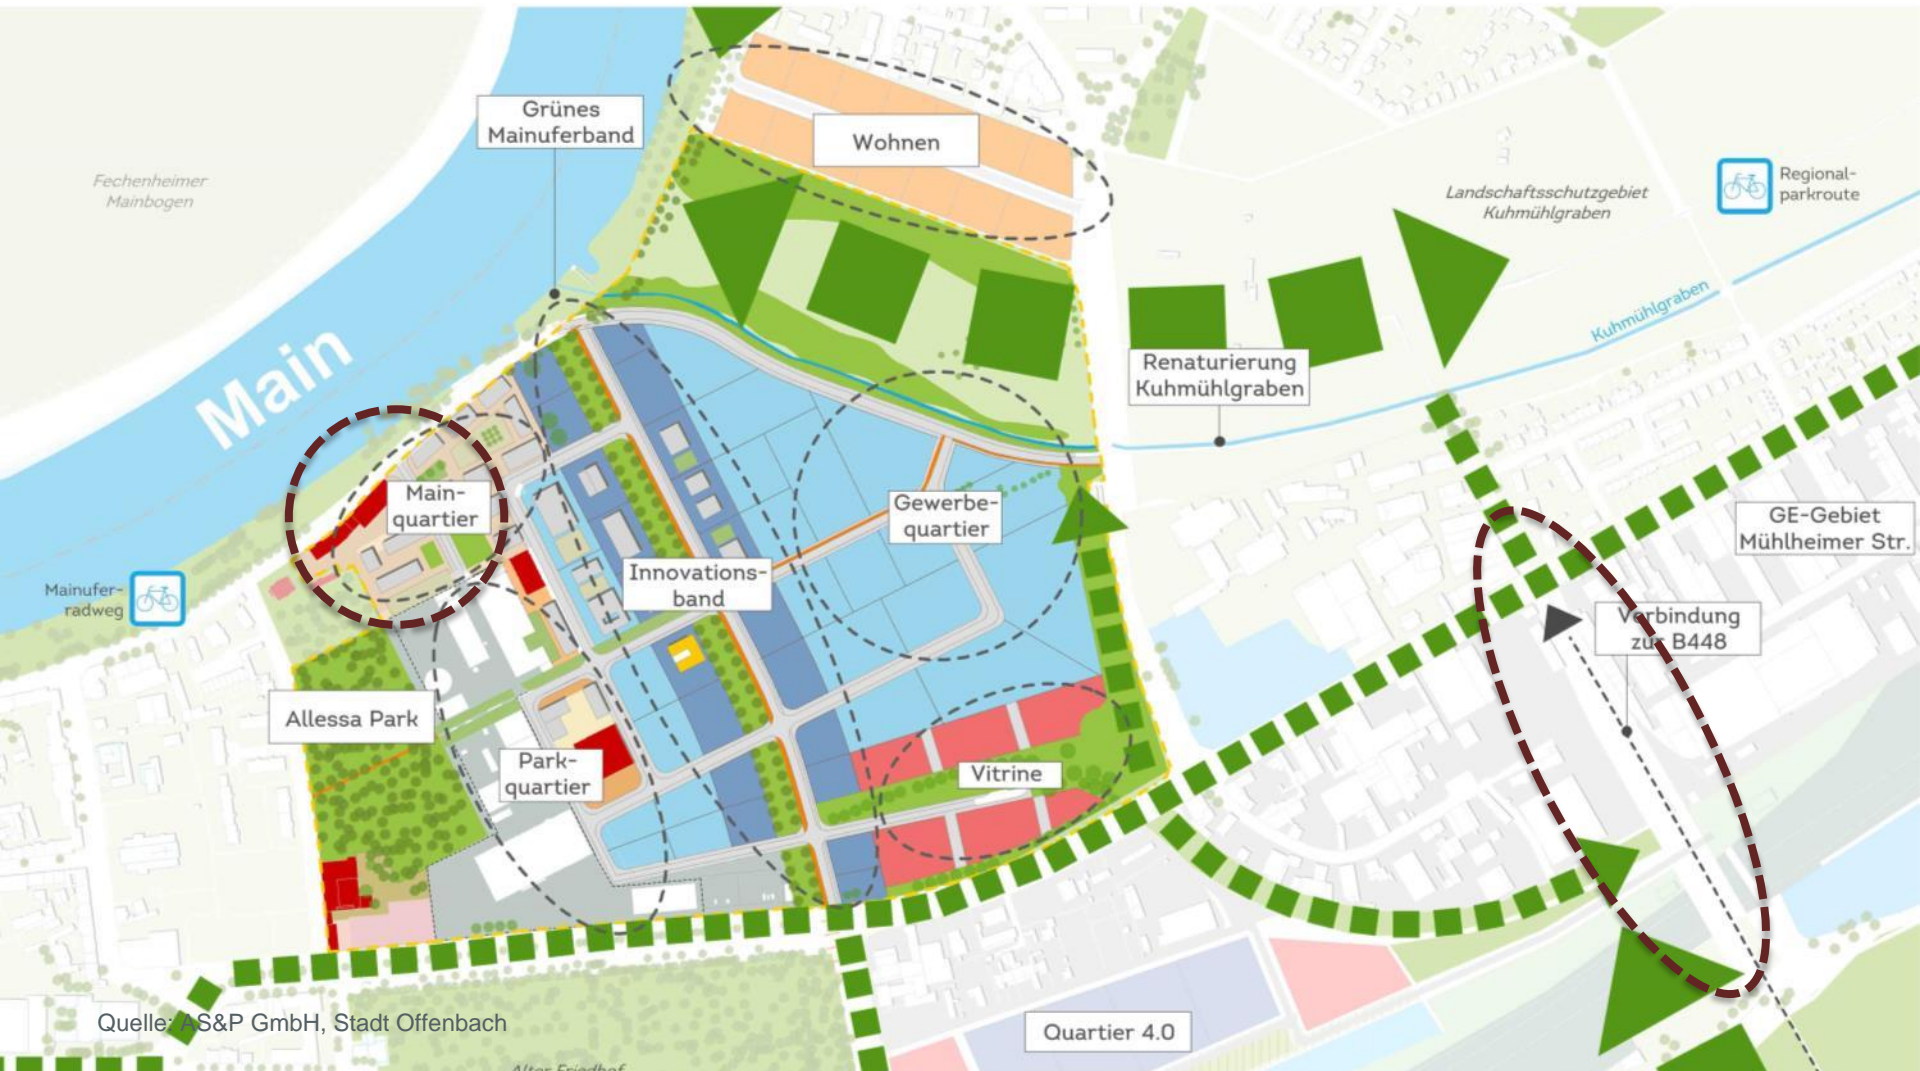 Grünes
Mainuferband
Wohnen
Fechenheimer
Mainbogen
Landschaftsschutzgebiet
Kuhmühlgraben
Regional-
parkroute
Kuhmühlgraben
Main
Renaturierung
Kuhmühlgraben
Main-
quartier
Gewerbe-
quartier
GE-Gebiet
Mühlheimer Str.
Innovations-
band
Mainufer-
radweg
Verbindung
zur B448
Allessa Park
Park-
quartier
Vitrine
Quelle: AS&P GmbH, Stadt Offenbach
Quartier 4.0
Alter Friedhof